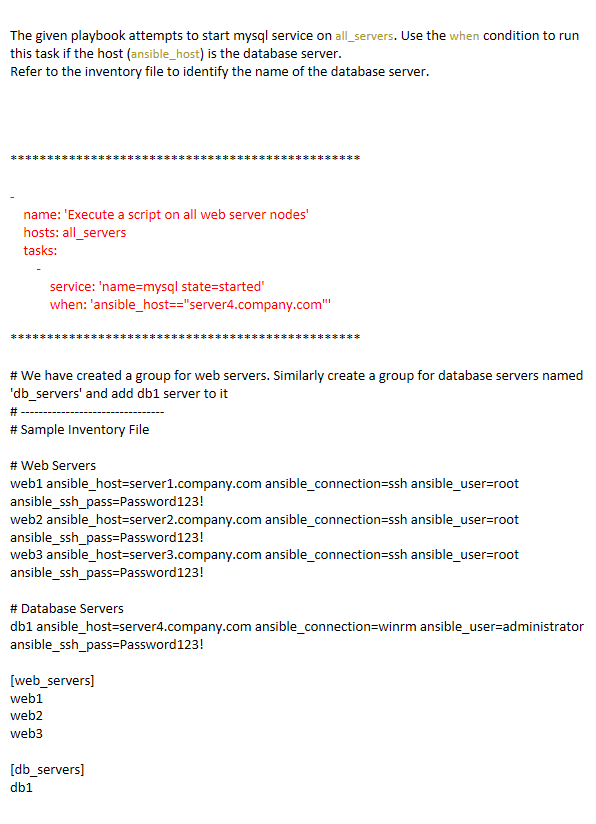 The given playbook attempts to start mysql service on all_servers. Use the when condition to run
this task if the host (ansible_host) is the database server.
Refer to the inventory file to identify the name of the database server.
************************************************
-
name: 'Execute a script on all web server nodes'
hosts: all_servers
tasks:
-
service: 'name=mysql state=started'
when: 'ansible_host=="server4.company.com"'
************************************************
# We have created a group for web servers. Similarly create a group for database servers named
'db_servers' and add db1 server to it
# --------------------------------
# Sample Inventory File
# Web Servers
web1 ansible_host=server1.company.com ansible_connection=ssh ansible_user=root
ansible_ssh_pass=Password123!
web2 ansible_host=server2.company.com ansible_connection=ssh ansible_user=root
ansible_ssh_pass=Password123!
web3 ansible_host=server3.company.com ansible_connection=ssh ansible_user=root
ansible_ssh_pass=Password123!
# Database Servers
db1 ansible_host=server4.company.com ansible_connection=winrm ansible_user=administrator
ansible_ssh_pass=Password123!
[web_servers]
web1
web2
web3
[db_servers]
db1